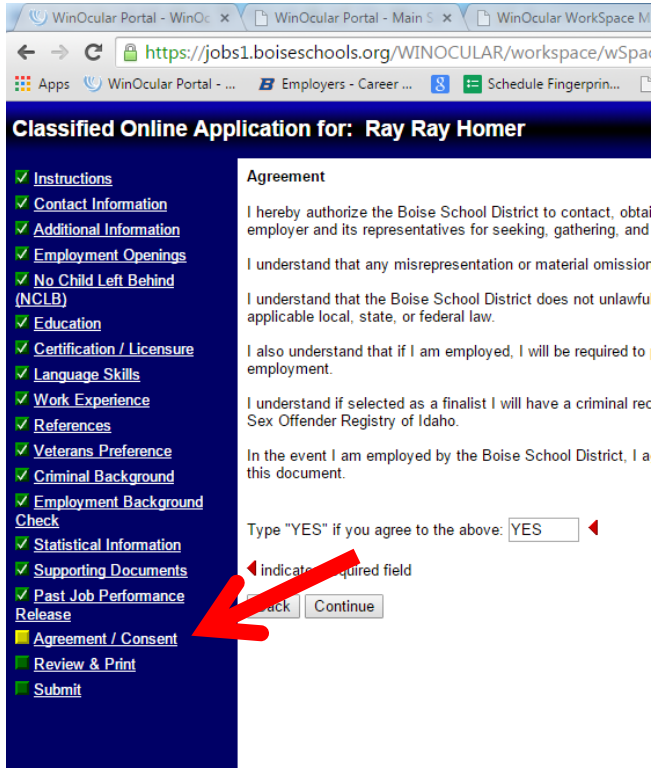 WinOcular Portal - WinOc
WinOcular Portal - Main S
WinOcular WorkSpace M
https://jobs1.boiseschools.org/WINOCULAR/workspace/wSpac
Apps WinOcular Portal - ... B Employers - Career ... 8 Schedule Fingerprin...
Classified Online Application for: Ray Ray Homer
Instructions
Contact Information
Additional Information
Employment Openings
No Child Left Behind
(NCLB)
Education
Certification / Licensure
Language Skills
Work Experience
References
Veterans Preference
Criminal Background
Employment Background
Check
Statistical Information
Supporting Documents
Past Job Performance
Release
Agreement / Consent
Review & Print
Submit
Agreement
I hereby authorize the Boise School District to contact, obtai
employer and its representatives for seeking, gathering, and
I understand that any misrepresentation or material omission
I understand that the Boise School District does not unlawfu
applicable local, state, or federal law.
I also understand that if I am employed, I will be required to
employment.
I understand if selected as a finalist I will have a criminal rec
Sex Offender Registry of Idaho.
In the event I am employed by the Boise School District, I a
this document.
Type "YES" if you agree to the above: YES
indicates required field
Back Continue